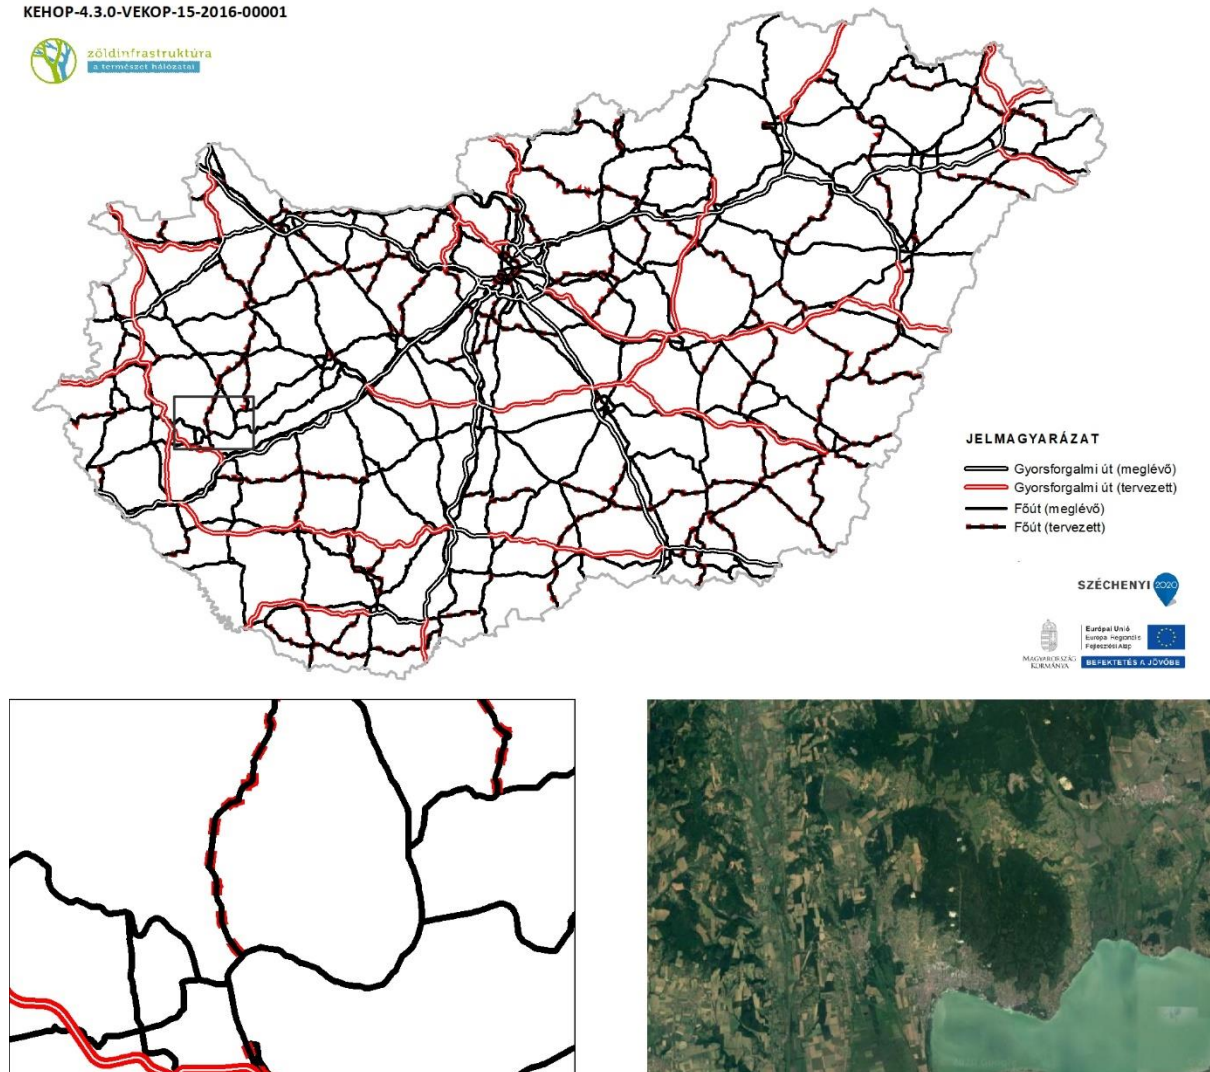 KEHOP-4.3.0-VEKOP-15-2016-00001
zöldinfrastruktúra
a természet hálózatai
JELMAGYARÁZAT
Gyorsforgalmi út (meglévő)
Gyorsforgalmi út (tervezett)
Főút (meglévő)
Főút (tervezett)
SZÉCHENYI 2020
MAGYARORSZÁG
KORMÁNYA
Európai Unió
Európai Regionális
Fejlesztési Alap
BEFEKTETÉS A JÖVŐBE